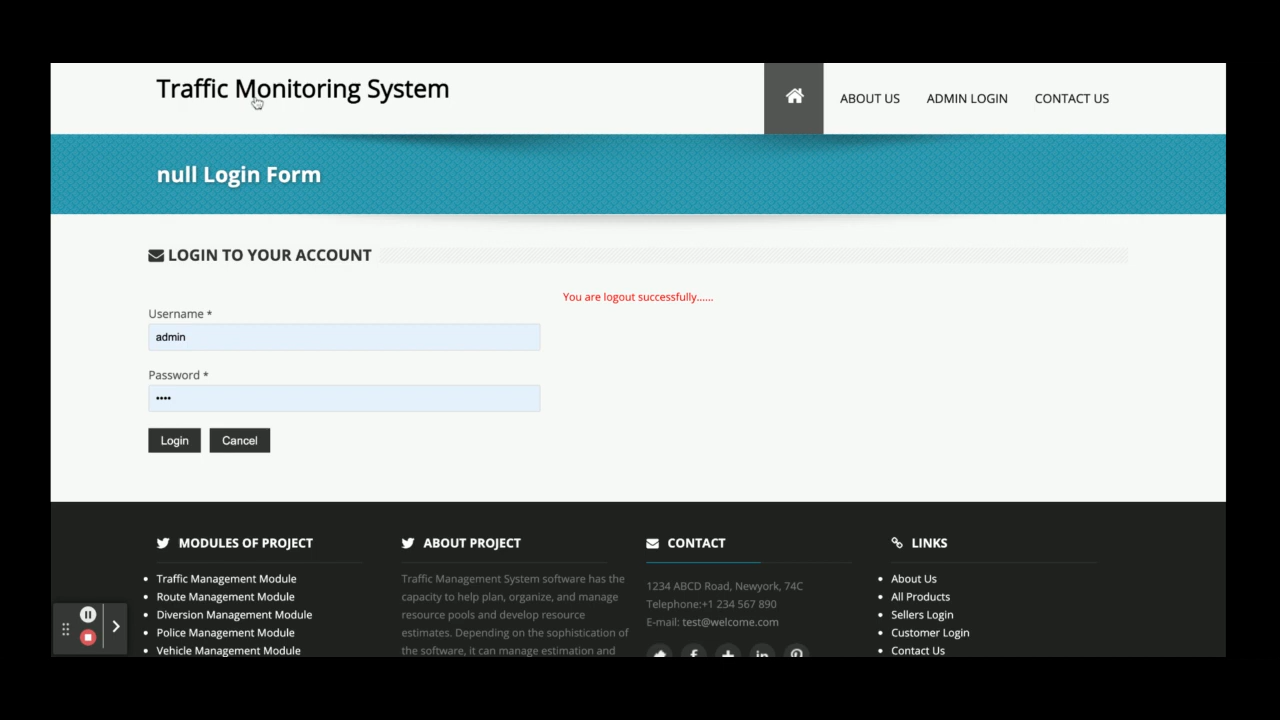 Traffic Monitoring System
ABOUT US
ADMIN LOGIN
CONTACT US
null Login Form
LOGIN TO YOUR ACCOUNT
You are logout successfully......
Username *
admin
Password *
••••
Login
Cancel
MODULES OF PROJECT
Traffic Management Module
Route Management Module
Diversion Management Module
Police Management Module
Vehicle Management Module
ABOUT PROJECT
Traffic Management System software has the
capacity to help plan, organize, and manage
resource pools and develop resource
estimates. Depending on the sophistication of
the software, it can manage estimation and
CONTACT
1234 ABCD Road, Newyork, 74C
Telephone:+1 234 567 890
E-mail: test@welcome.com
LINKS
About Us
All Products
Sellers Login
Customer Login
Contact Us